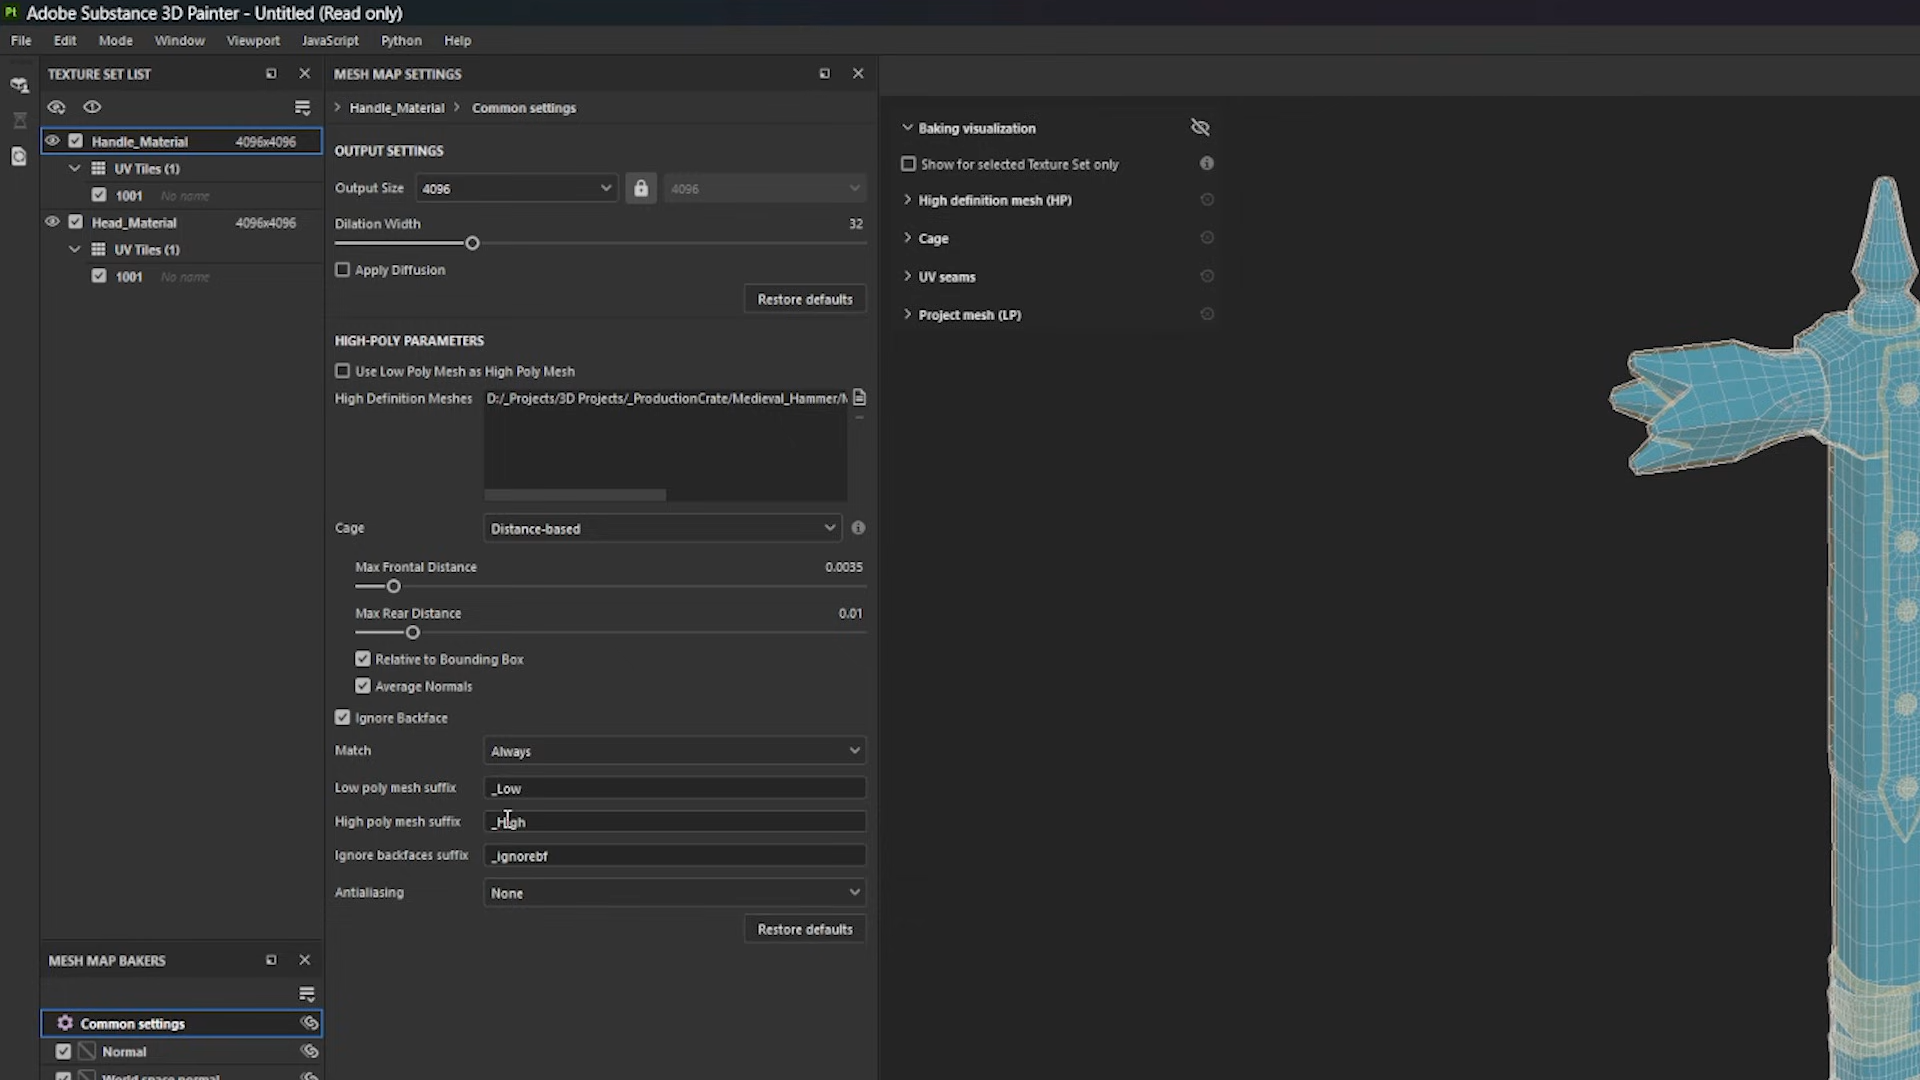 Pt Adobe Substance 3D Painter - Untitled (Read only)
File Edit Mode Window Viewport JavaScript Python Help
TEXTURE SET LIST
Handle_Material 4096x4096
UV Tiles (1)
1001 No name
Head_Material 4096x4096
UV Tiles (1)
1001 No name
MESH MAP BAKERS
Common settings
Normal
World space normal
MESH MAP SETTINGS
Handle_Material > Common settings
OUTPUT SETTINGS
Output Size 4096 4096
Dilation Width 32
Apply Diffusion
Restore defaults
HIGH-POLY PARAMETERS
Use Low Poly Mesh as High Poly Mesh
High Definition Meshes D:/_Projects/3D Projects/_ProductionCrate/Medieval_Hammer/
Cage Distance-based
Max Frontal Distance 0.0035
Max Rear Distance 0.01
Relative to Bounding Box
Average Normals
Ignore Backface
Match Always
Low poly mesh suffix _Low
High poly mesh suffix _High
Ignore backfaces suffix _ignorebf
Antialiasing None
Restore defaults
Baking visualization
Show for selected Texture Set only
High definition mesh (HP)
Cage
UV seams
Project mesh (LP)